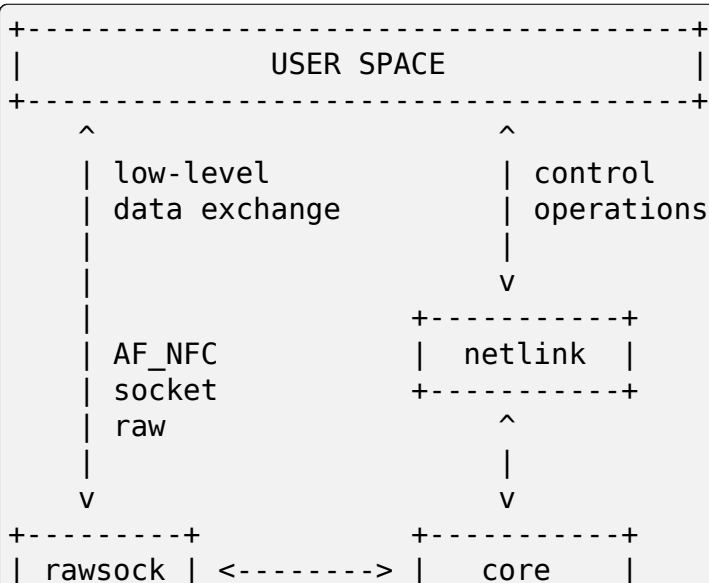 +--------------------------------------+
|              USER SPACE              |
+--------------------------------------+
    ^                       ^
    | low-level             | control
    | data exchange         | operations
    |                       |
    |                       v
    |                  +-----------+
    | AF_NFC           |  netlink  |
    | socket           +-----------+
    | raw                   ^
    |                       |
    v                       v
+---------+            +-----------+
| rawsock | <--------> |   core    |